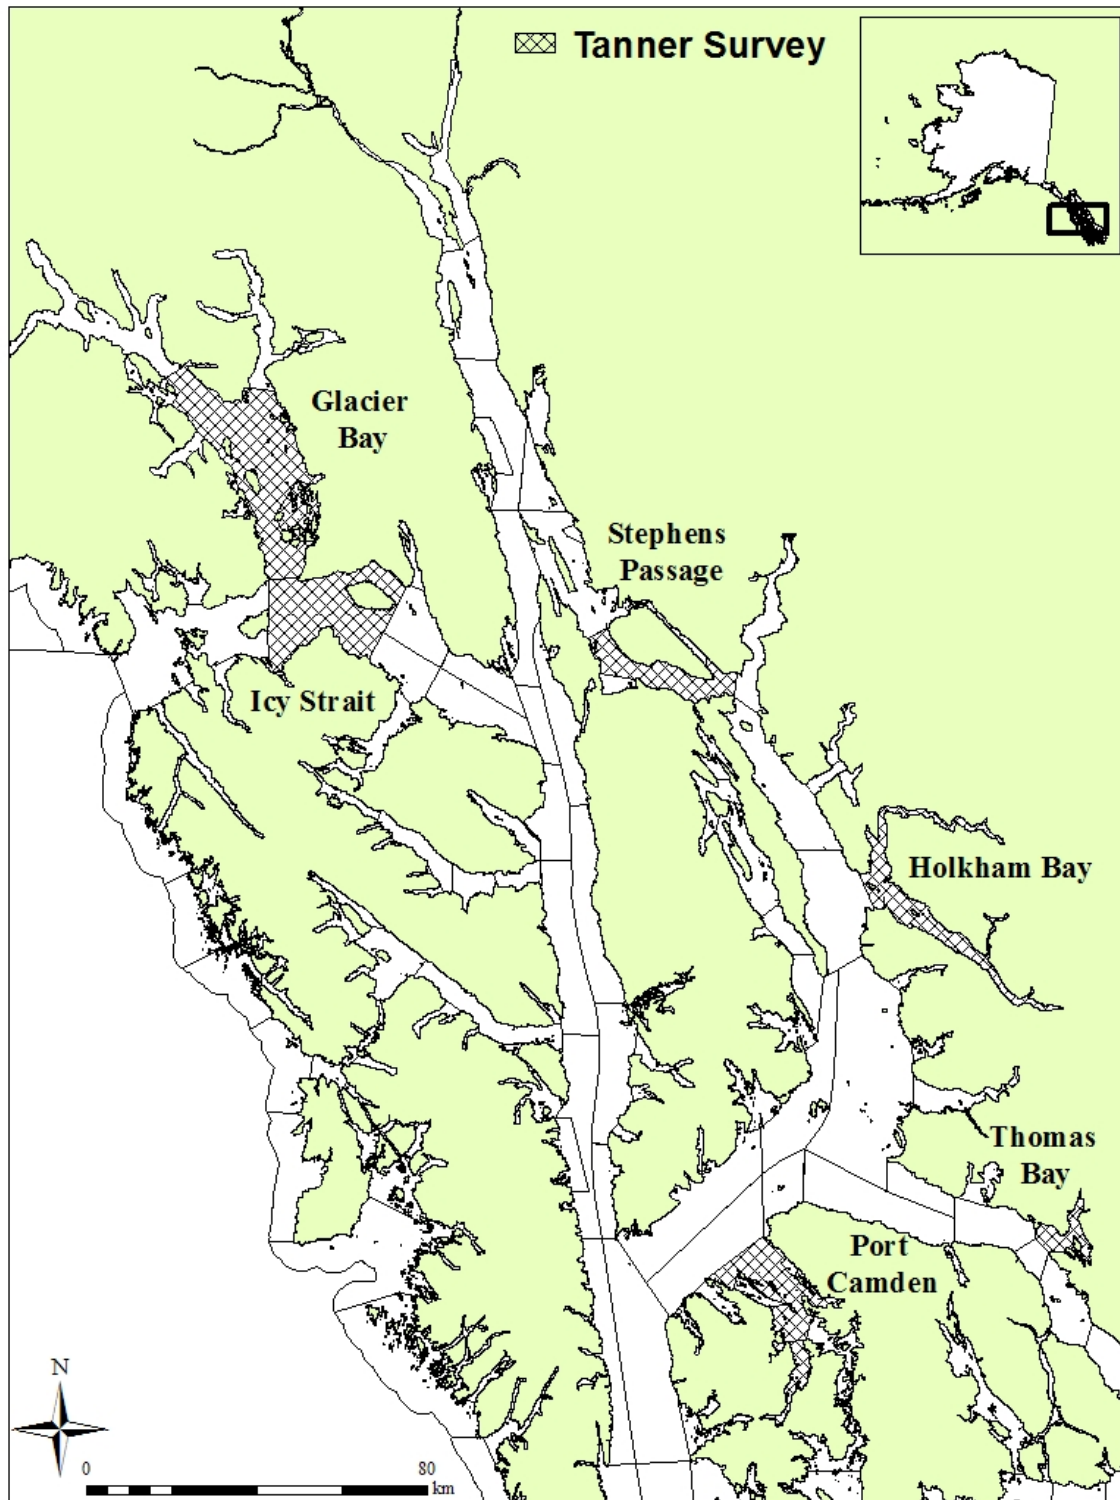 Tanner Survey
Glacier
Bay
Stephens
Passage
Icy Strait
Holkham Bay
Thomas
Bay
Port
Camden
N
0
80
km